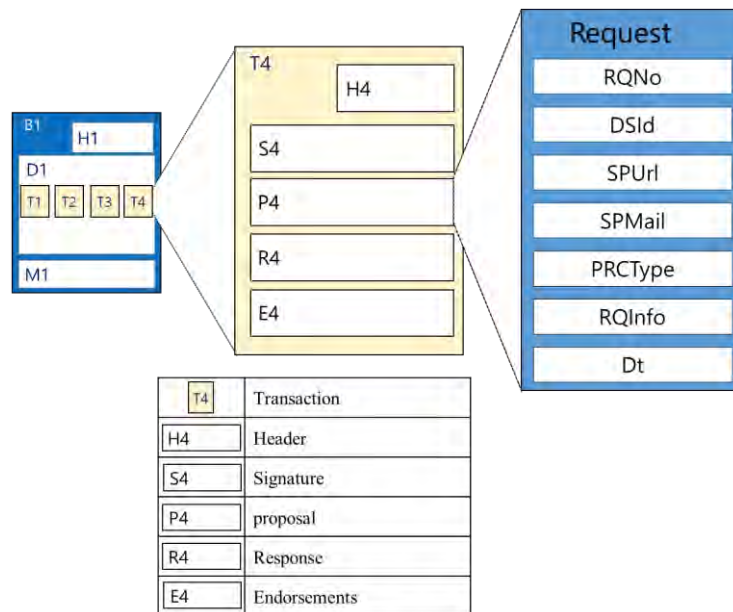 B1
H1
D1
T1 T2 T3 T4
M1
T4
H4
S4
P4
R4
E4
Request
RQNo
DSId
SPUrl
SPMail
PRCType
RQInfo
Dt
T4 Transaction
H4 Header
S4 Signature
P4 proposal
R4 Response
E4 Endorsements